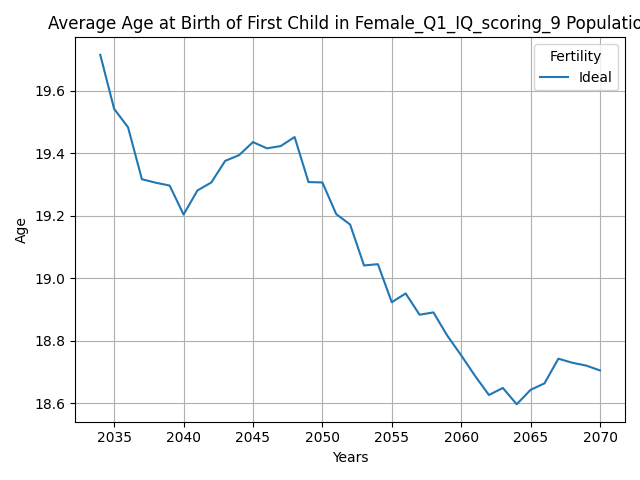 Average Age at Birth of First Child in Female_Q1_IQ_scoring_9 Populatio
Fertility
Ideal
Age
19.6
19.4
19.2
19.0
18.8
18.6
2035 2040 2045 2050 2055 2060 2065 2070
Years